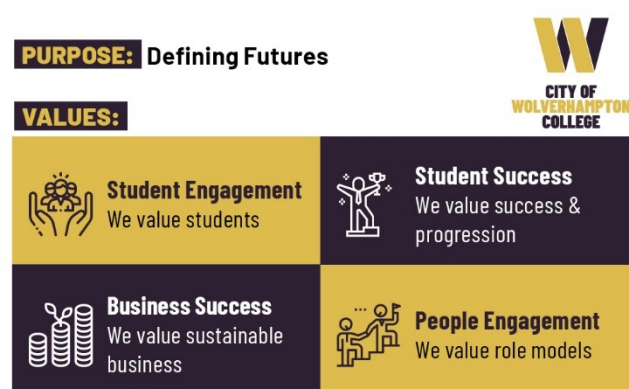 PURPOSE: Defining Futures
CITY OF
WOLVERHAMPTON
COLLEGE
VALUES:
Student Engagement
We value students
Student Success
We value success &
progression
Business Success
We value sustainable
business
People Engagement
We value role models